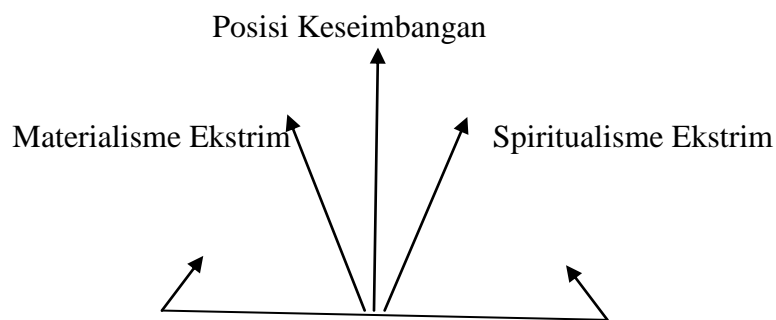 Posisi Keseimbangan
Materialisme Ekstrim
Spiritualisme Ekstrim